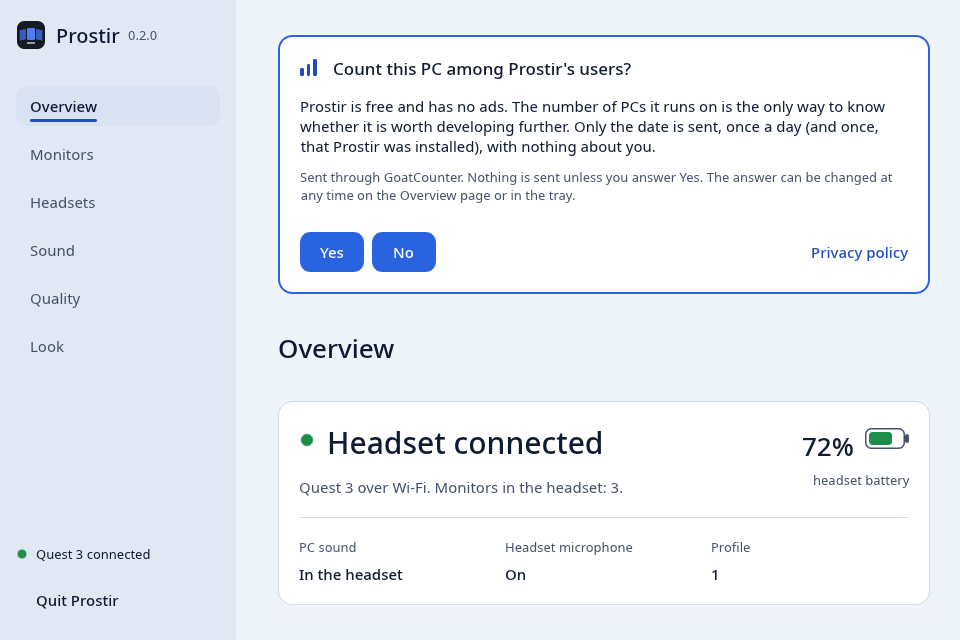 Prostir 0.2.0
Overview
Monitors
Headsets
Sound
Quality
Look
Quest 3 connected
Quit Prostir
Count this PC among Prostir's users?
Prostir is free and has no ads. The number of PCs it runs on is the only way to know
whether it is worth developing further. Only the date is sent, once a day (and once,
that Prostir was installed), with nothing about you.
Sent through GoatCounter. Nothing is sent unless you answer Yes. The answer can be changed at
any time on the Overview page or in the tray.
Yes No Privacy policy
Overview
Headset connected 72%
Quest 3 over Wi-Fi. Monitors in the headset: 3. headset battery
PC sound Headset microphone Profile
In the headset On 1